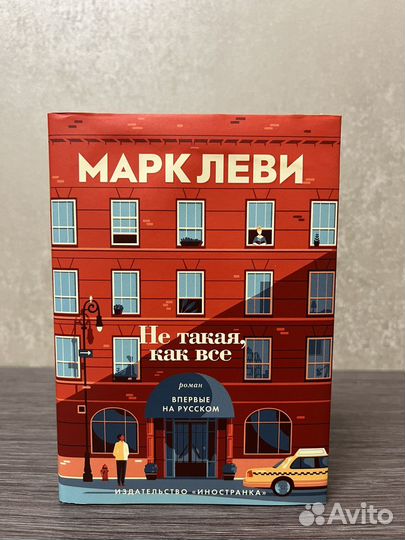 МАРК ЛЕВИ
Не такая,
как все
роман
ВПЕРВЫЕ
НА РУССКОМ
ИЗДАТЕЛЬСТВО «ИНОСТРАНКА»
Avito